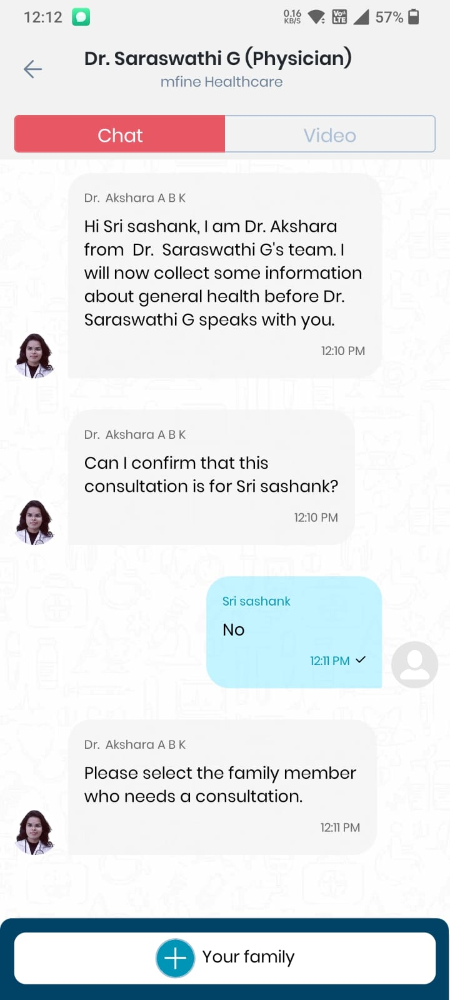 12:12
0.16 KB/S
Vo) LTE
57%
Dr. Saraswathi G (Physician)
mfine Healthcare
Chat
Video
Dr. Akshara A B K
Hi Sri sashank, I am Dr. Akshara
from Dr. Saraswathi G's team. I
will now collect some information
about general health before Dr.
Saraswathi G speaks with you.
12:10 PM
Dr. Akshara A B K
Can I confirm that this
consultation is for Sri sashank?
12:10 PM
Sri sashank
No
12:11 PM
Dr. Akshara A B K
Please select the family member
who needs a consultation.
12:11 PM
Your family